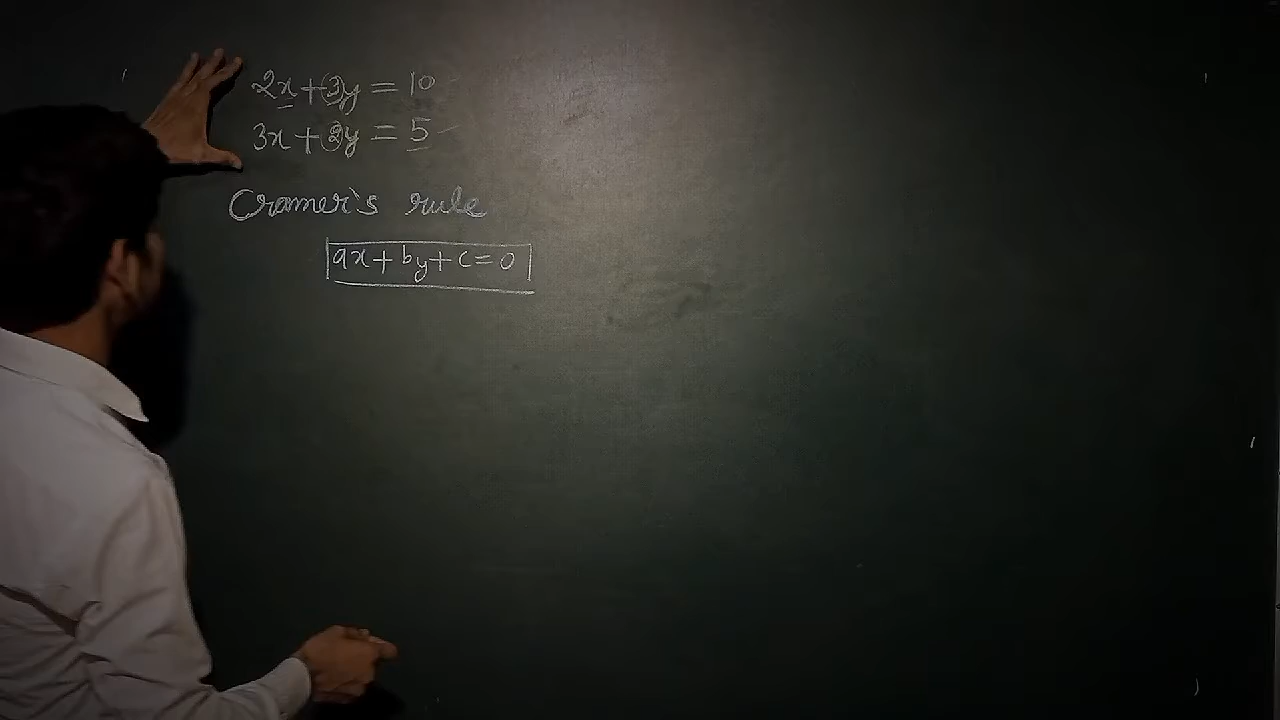 2x + 3y = 10
3x + 2y = 5
Cramer's rule
ax + by + c = 0